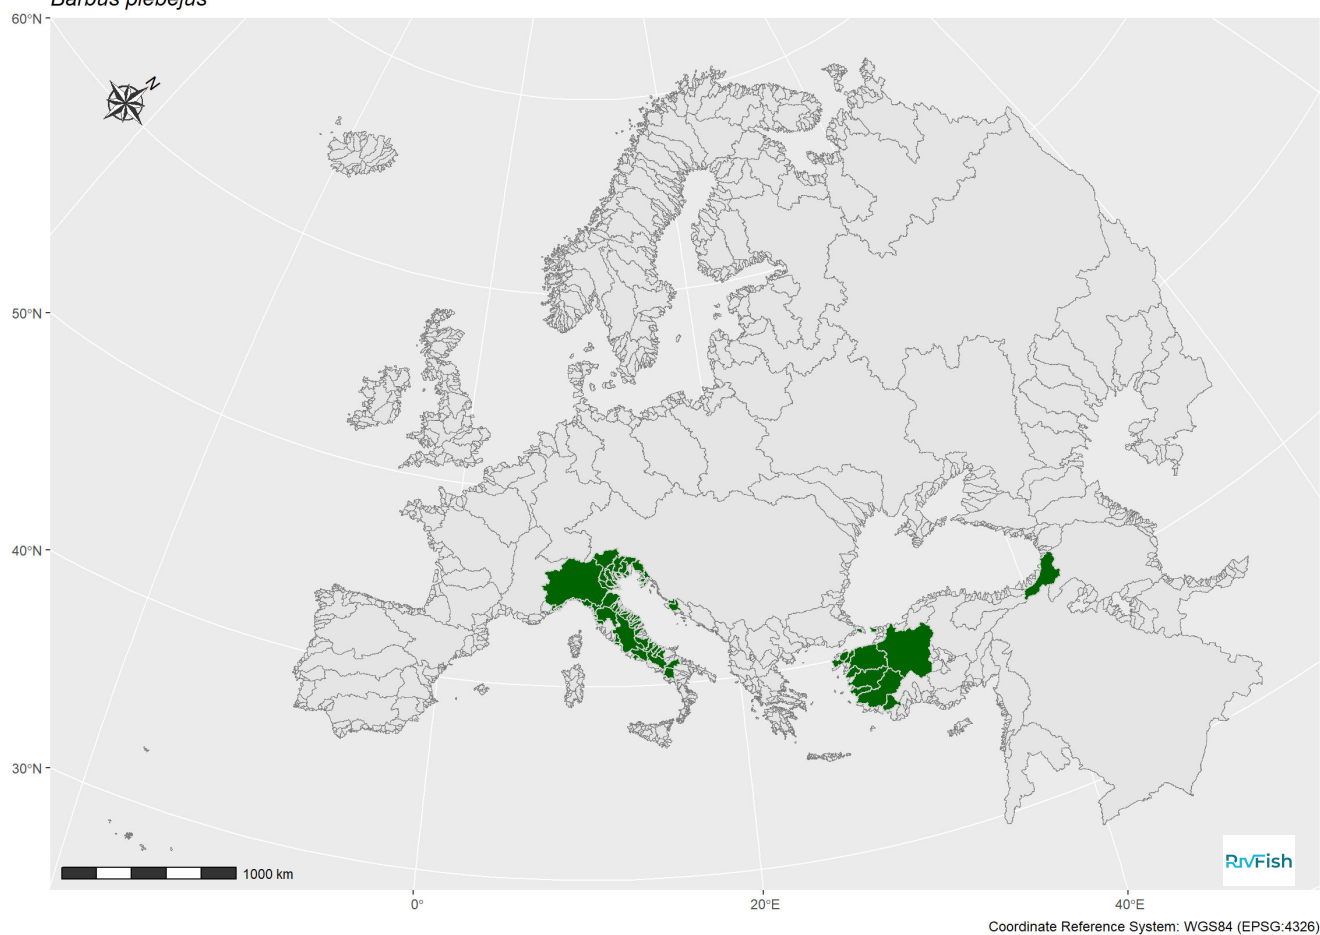 Barbus plebejus
60°N
N
50°N
40°N
30°N
1000 km
RIVFish
0°
20°E
40°E
Coordinate Reference System: WGS84 (EPSG:4326)